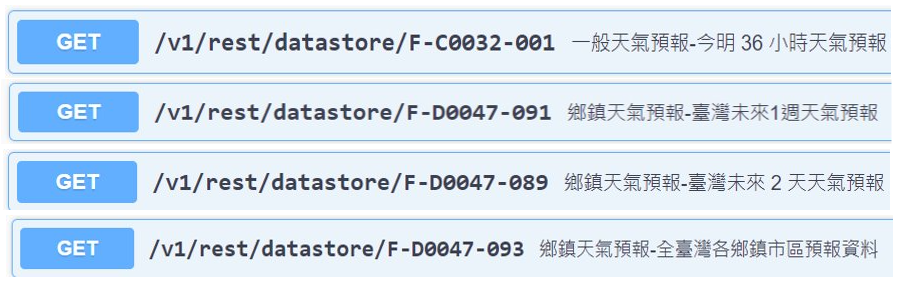 GET /v1/rest/datastore/F-C0032-001 一般天氣預報-今明 36 小時天氣預報
GET /v1/rest/datastore/F-D0047-091 鄉鎮天氣預報-臺灣未來1週天氣預報
GET /v1/rest/datastore/F-D0047-089 鄉鎮天氣預報-臺灣未來 2 天天氣預報
GET /v1/rest/datastore/F-D0047-093 鄉鎮天氣預報-全臺灣各鄉鎮市區預報資料